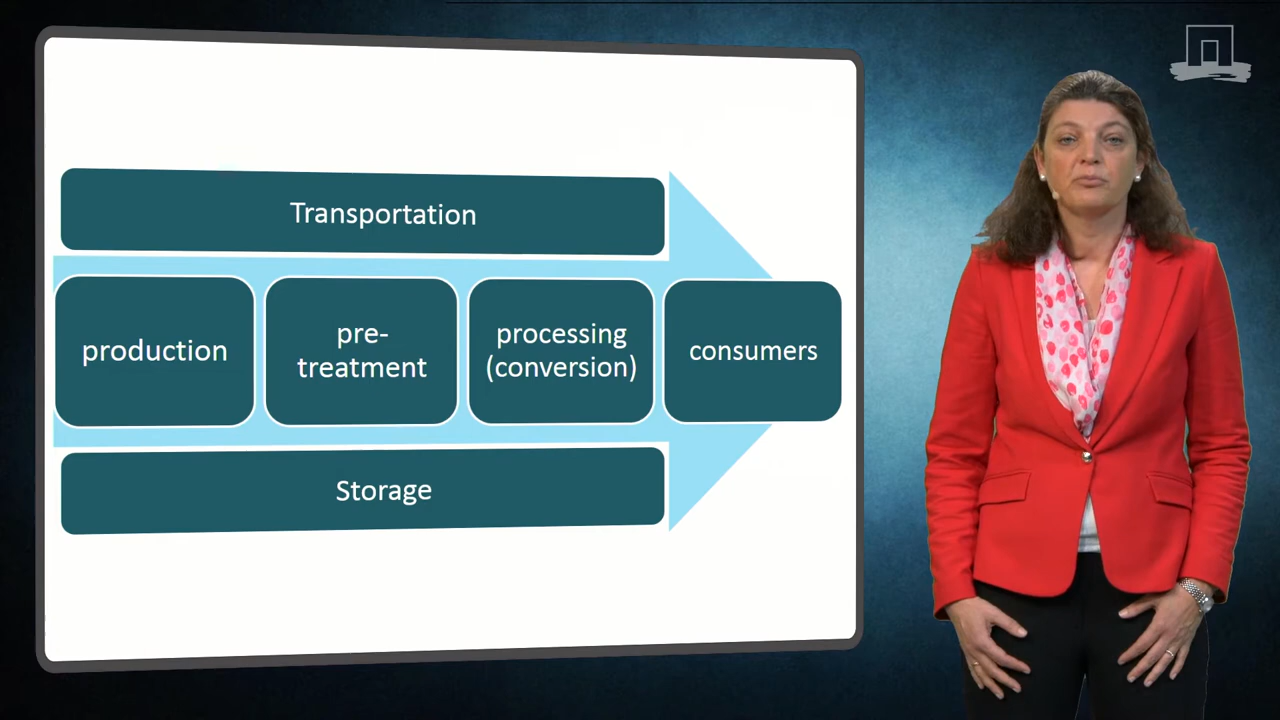 Transportation
production
pre-
treatment
processing
(conversion)
consumers
Storage